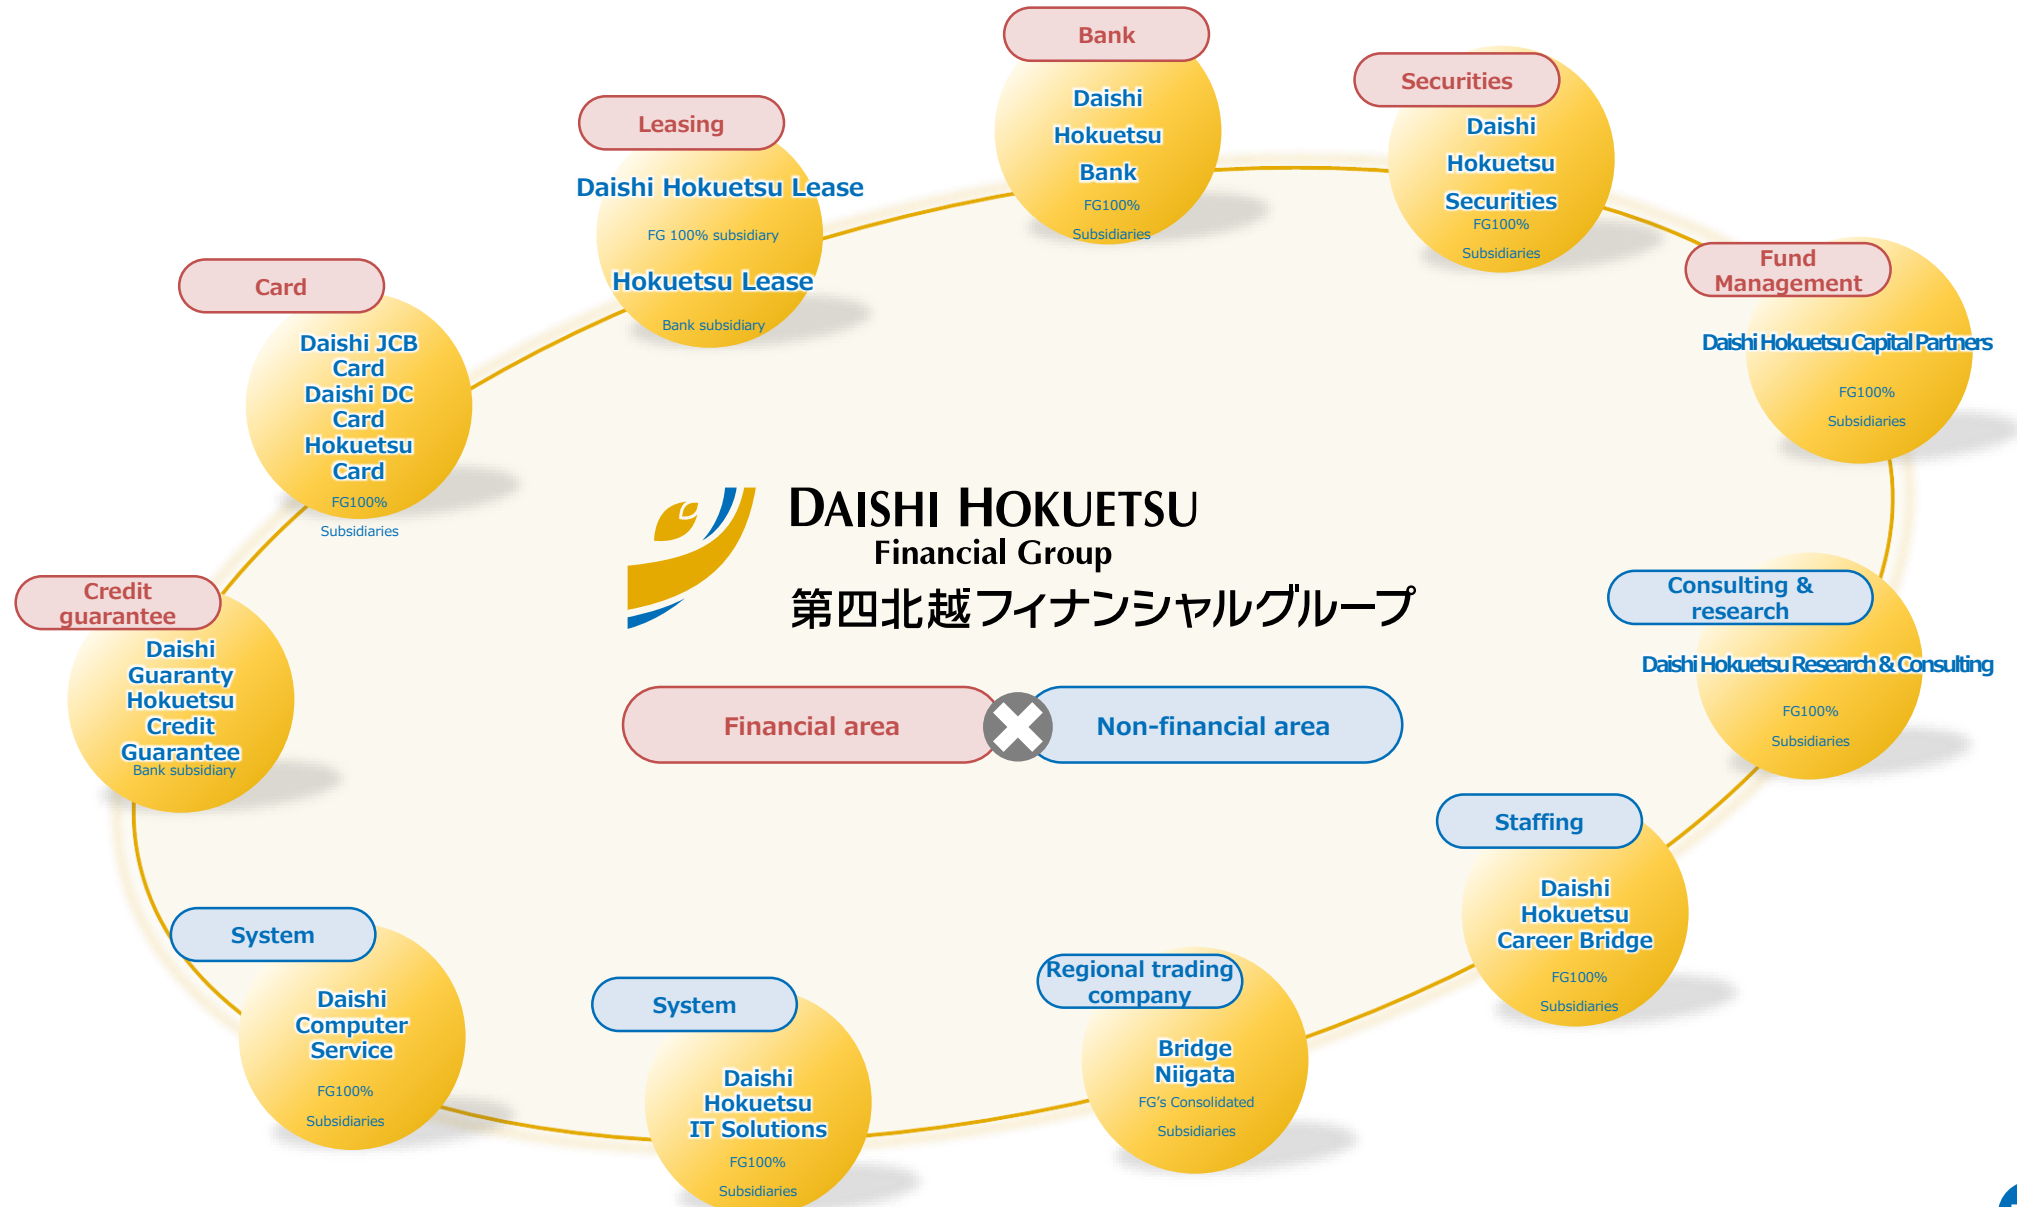 Bank
Daishi
Hokuetsu
Bank
FG100%
Subsidiaries
Securities
Daishi
Hokuetsu
Securities
FG100%
Subsidiaries
Leasing
Daishi Hokuetsu Lease
FG 100% subsidiary
Hokuetsu Lease
Bank subsidiary
Fund
Management
Daishi Hokuetsu Capital Partners
FG100%
Subsidiaries
Card
Daishi JCB
Card
Daishi DC
Card
Hokuetsu
Card
FG100%
Subsidiaries
DAISHI HOKUETSU
Financial Group
第四北越フィナンシャルグループ
Financial area
Non-financial area
Credit
guarantee
Daishi
Guaranty
Hokuetsu
Credit
Guarantee
Bank subsidiary
Consulting &
research
Daishi Hokuetsu Research & Consulting
FG100%
Subsidiaries
Staffing
Daishi
Hokuetsu
Career Bridge
FG100%
Subsidiaries
System
Daishi
Computer
Service
FG100%
Subsidiaries
System
Daishi
Hokuetsu
IT Solutions
FG100%
Subsidiaries
Regional trading
company
Bridge
Niigata
FG's Consolidated
Subsidiaries